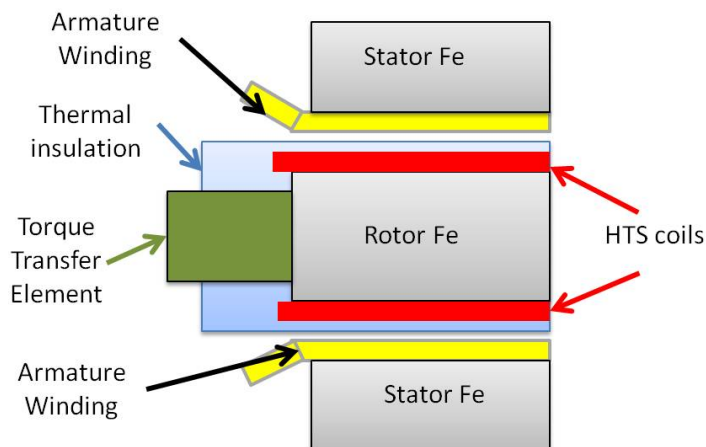 Armature
Winding
Stator Fe
Thermal
insulation
Torque
Transfer
Element
Rotor Fe
HTS coils
Armature
Winding
Stator Fe